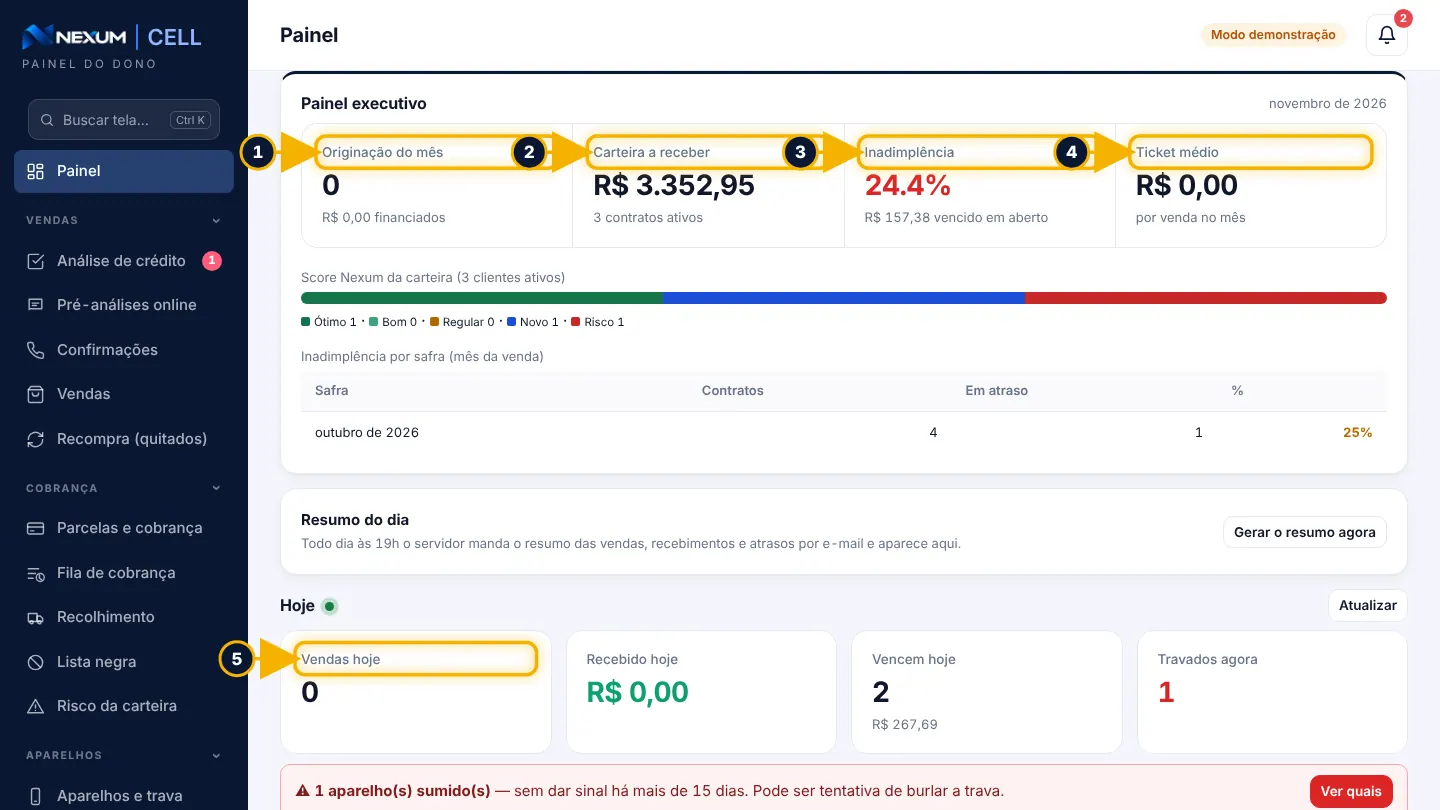 NEXUM | CELL
PAINEL DO DONO
Buscar tela... Ctrl K
Painel
VENDAS
Análise de crédito 1
Pré-análises online
Confirmações
Vendas
Recompra (quitados)
COBRANÇA
Parcelas e cobrança
Fila de cobrança
Recolhimento
Lista negra
Risco da carteira
APARELHOS
Aparelhos e trava
Painel
Modo demonstração
2
Painel executivo
novembro de 2026
1 Originação do mês
0
R$ 0,00 financiados
2 Carteira a receber
R$ 3.352,95
3 contratos ativos
3 Inadimplência
24.4%
R$ 157,38 vencido em aberto
4 Ticket médio
R$ 0,00
por venda no mês
Score Nexum da carteira (3 clientes ativos)
Ótimo 1 · Bom 0 · Regular 0 · Novo 1 · Risco 1
Inadimplência por safra (mês da venda)
Safra Contratos Em atraso %
outubro de 2026 4 1 25%
Resumo do dia
Todo dia às 19h o servidor manda o resumo das vendas, recebimentos e atrasos por e-mail e aparece aqui.
Gerar o resumo agora
Hoje
Atualizar
5 Vendas hoje
0
Recebido hoje
R$ 0,00
Vencem hoje
2
R$ 267,69
Travados agora
1
⚠ 1 aparelho(s) sumido(s) — sem dar sinal há mais de 15 dias. Pode ser tentativa de burlar a trava.
Ver quais